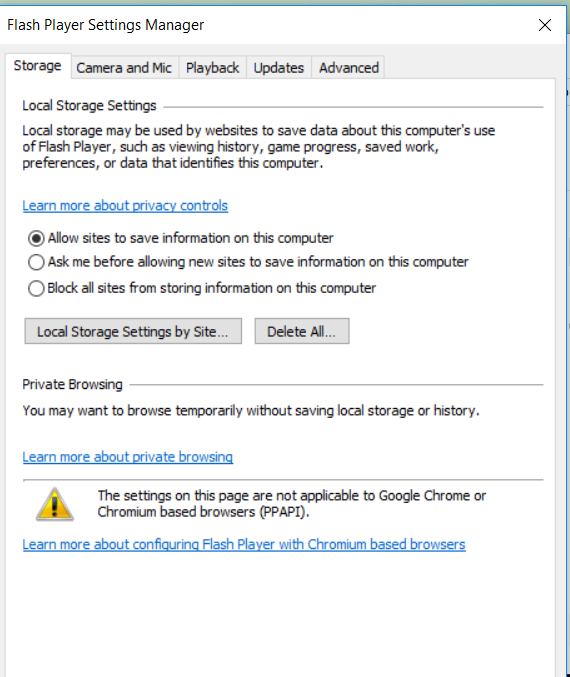 Flash Player Settings Manager
Storage
Camera and Mic
Playback
Updates
Advanced
Local Storage Settings
Local storage may be used by websites to save data about this computer's use
of Flash Player, such as viewing history, game progress, saved work,
preferences, or data that identifies this computer.
Learn more about privacy controls
Allow sites to save information on this computer
Ask me before allowing new sites to save information on this computer
Block all sites from storing information on this computer
Local Storage Settings by Site...
Delete All...
Private Browsing
You may want to browse temporarily without saving local storage or history.
Learn more about private browsing
The settings on this page are not applicable to Google Chrome or
Chromium based browsers (PPAPI).
Learn more about configuring Flash Player with Chromium based browsers